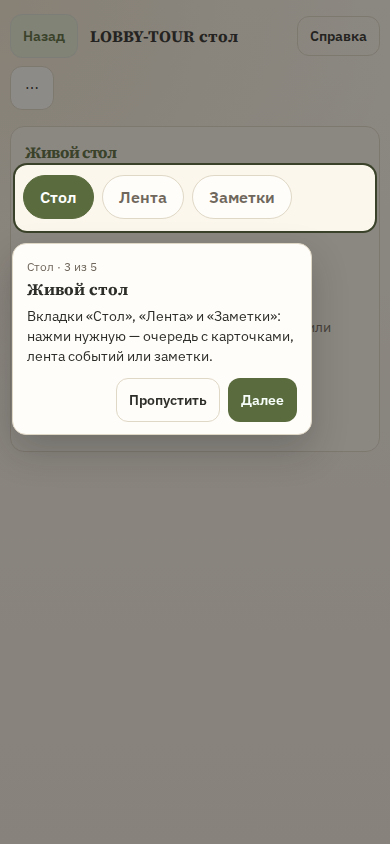 Назад
LOBBY-TOUR стол
Справка
...
Живой стол
Стол
Лента
Заметки
Стол · 3 из 5
Живой стол
Вкладки «Стол», «Лента» и «Заметки»:
нажми нужную — очередь с карточками,
лента событий или заметки.
или
Пропустить
Далее